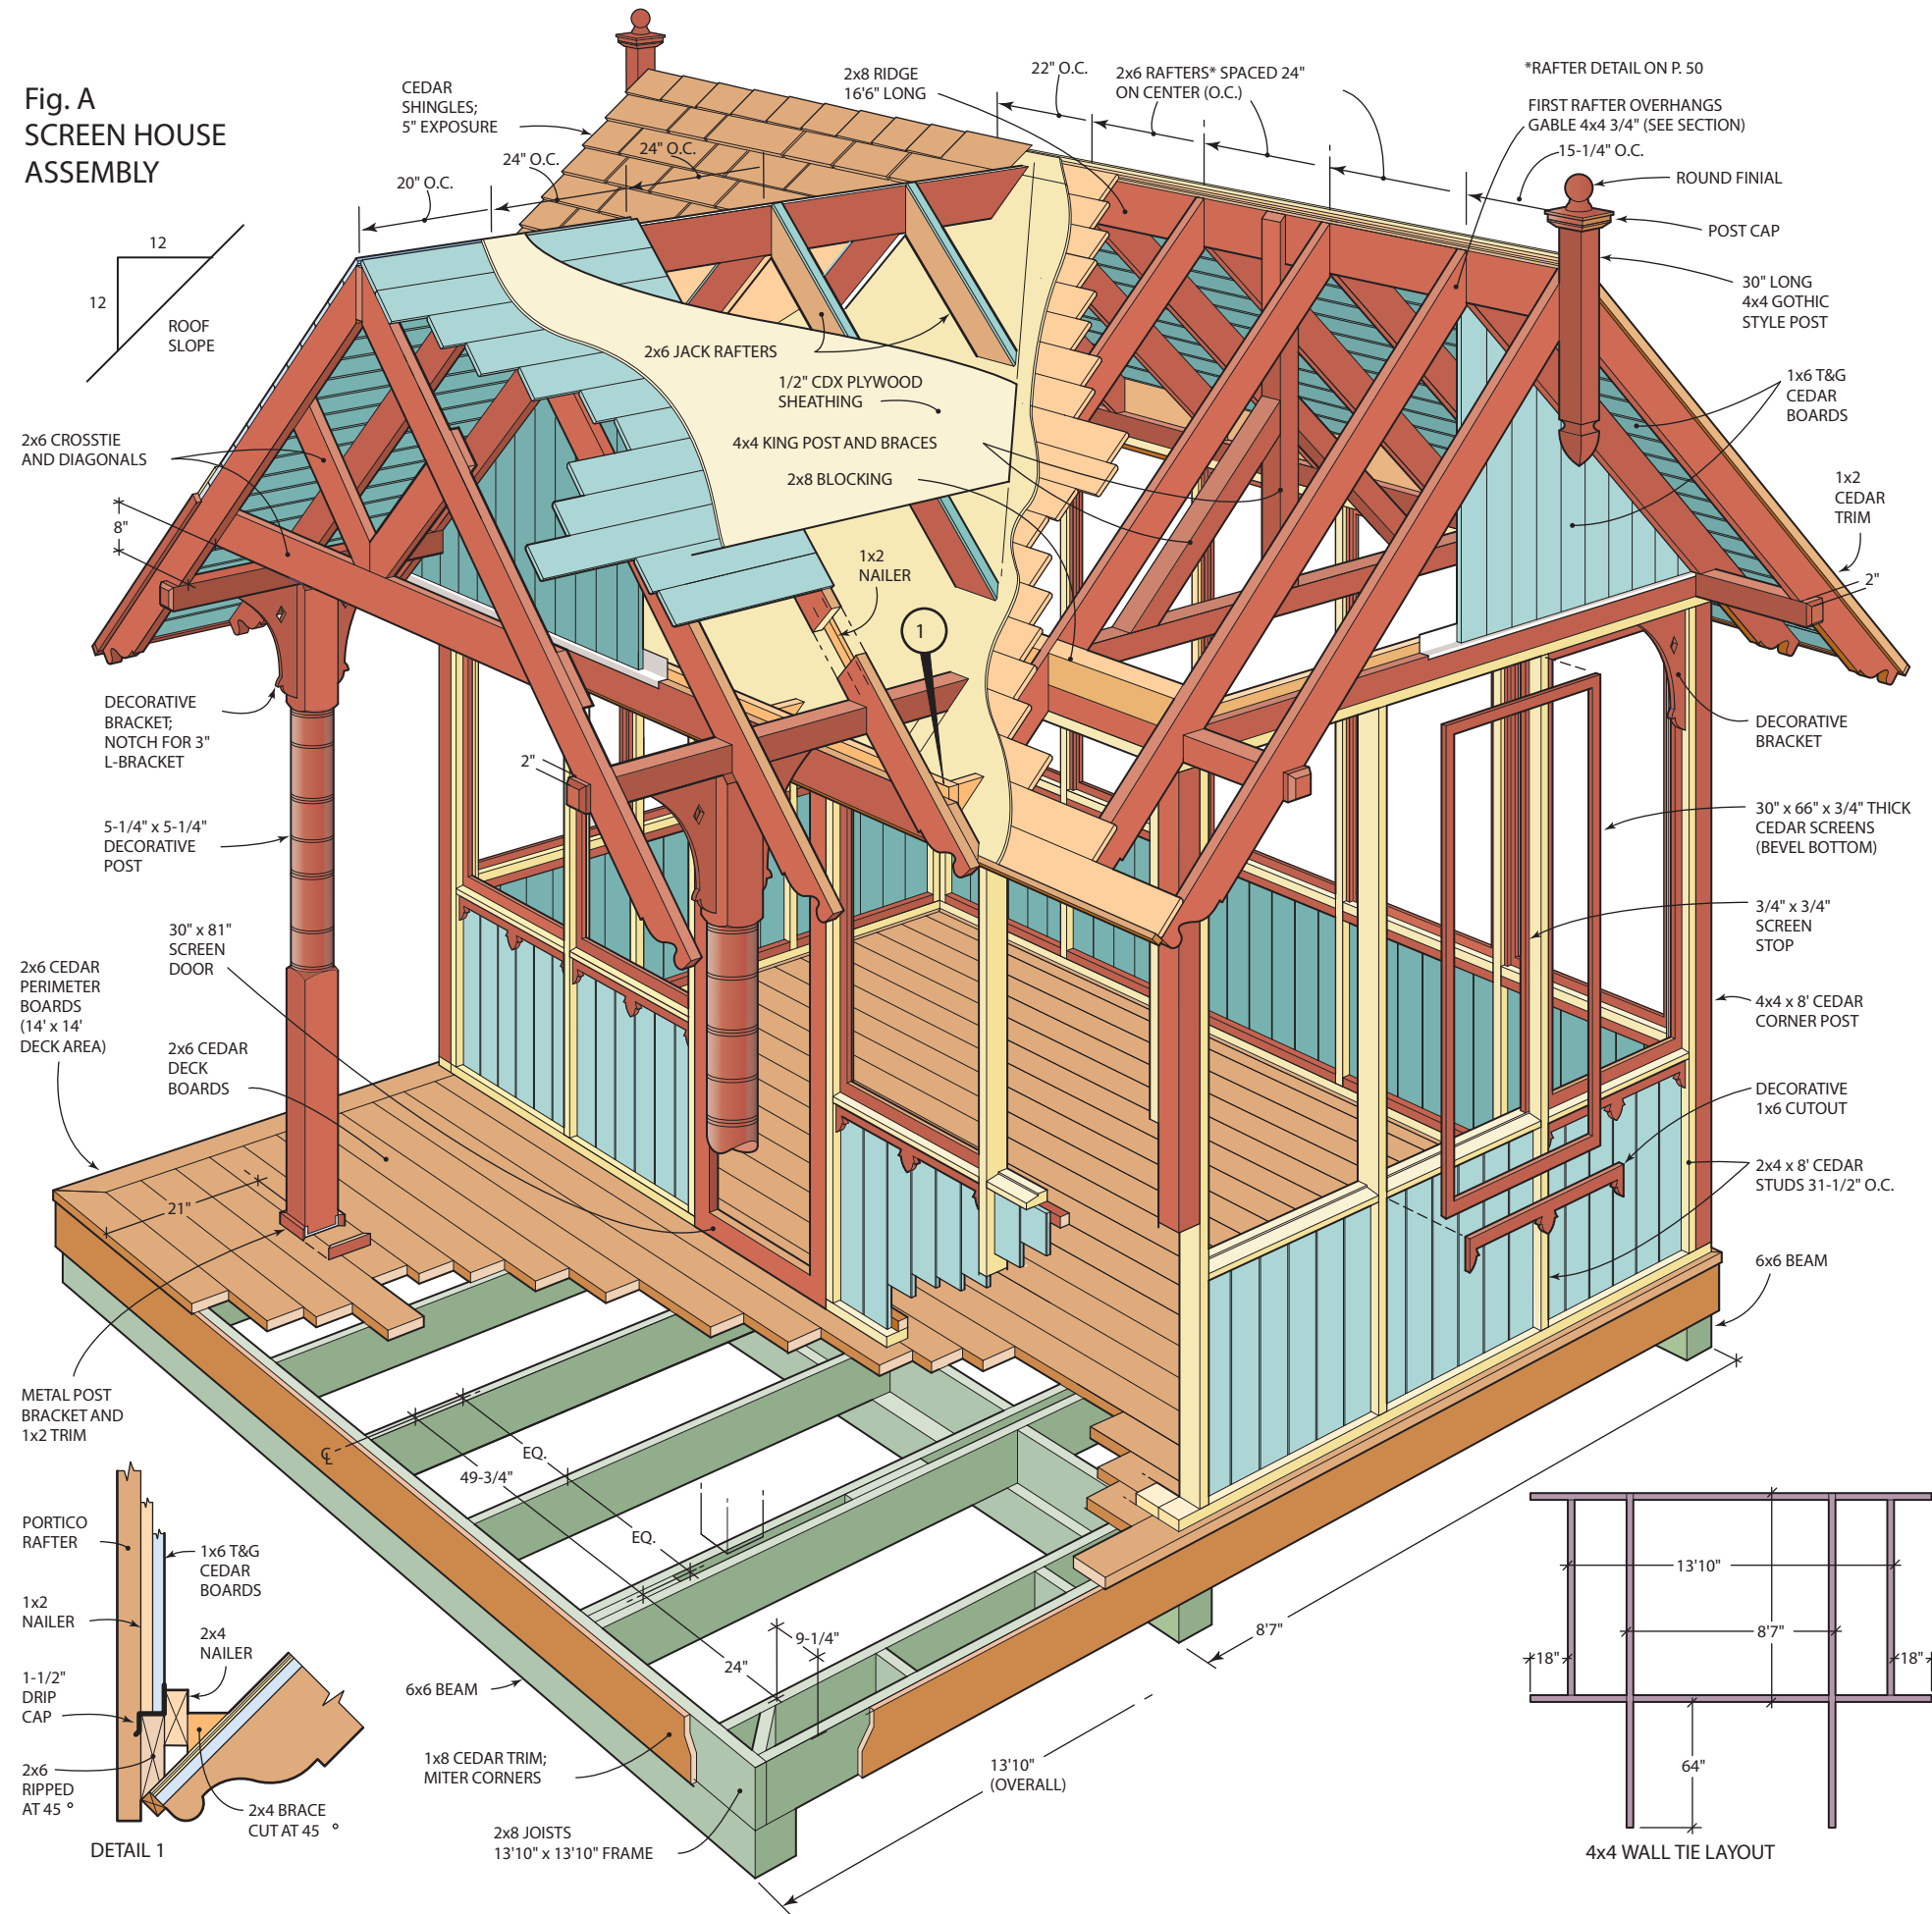 Fig. A
SCREEN HOUSE
ASSEMBLY
12
12
ROOF
SLOPE
CEDAR
SHINGLES;
5" EXPOSURE
20" O.C.
24" O.C.
24" O.C.
2x8 RIDGE
16'6" LONG
22" O.C.
2x6 RAFTERS* SPACED 24"
ON CENTER (O.C.)
*RAFTER DETAIL ON P. 50
FIRST RAFTER OVERHANGS
GABLE 4x4 3/4" (SEE SECTION)
15-1/4" O.C.
ROUND FINIAL
POST CAP
30" LONG
4x4 GOTHIC
STYLE POST
1x6 T&G
CEDAR
BOARDS
1x2
CEDAR
TRIM
2"
2x6 JACK RAFTERS
1/2" CDX PLYWOOD
SHEATHING
4x4 KING POST AND BRACES
2x8 BLOCKING
1x2
NAILER
1
2x6 CROSSTIE
AND DIAGONALS
8"
DECORATIVE
BRACKET;
NOTCH FOR 3"
L-BRACKET
2"
5-1/4" x 5-1/4"
DECORATIVE
POST
30" x 81"
SCREEN
DOOR
2x6 CEDAR
PERIMETER
BOARDS
(14' x 14'
DECK AREA)
2x6 CEDAR
DECK
BOARDS
21"
METAL POST
BRACKET AND
1x2 TRIM
DECORATIVE
BRACKET
30" x 66" x 3/4" THICK
CEDAR SCREENS
(BEVEL BOTTOM)
3/4" x 3/4"
SCREEN
STOP
4x4 x 8' CEDAR
CORNER POST
DECORATIVE
1x6 CUTOUT
2x4 x 8' CEDAR
STUDS 31-1/2" O.C.
6x6 BEAM
℄
EQ.
49-3/4"
EQ.
24"
9-1/4"
8'7"
13'10"
(OVERALL)
6x6 BEAM
1x8 CEDAR TRIM;
MITER CORNERS
2x8 JOISTS
13'10" x 13'10" FRAME
PORTICO
RAFTER
1x6 T&G
CEDAR
BOARDS
1x2
NAILER
2x4
NAILER
1-1/2"
DRIP
CAP
2x6
RIPPED
AT 45 °
2x4 BRACE
CUT AT 45 °
DETAIL 1
13'10"
8'7"
18"
18"
64"
4x4 WALL TIE LAYOUT